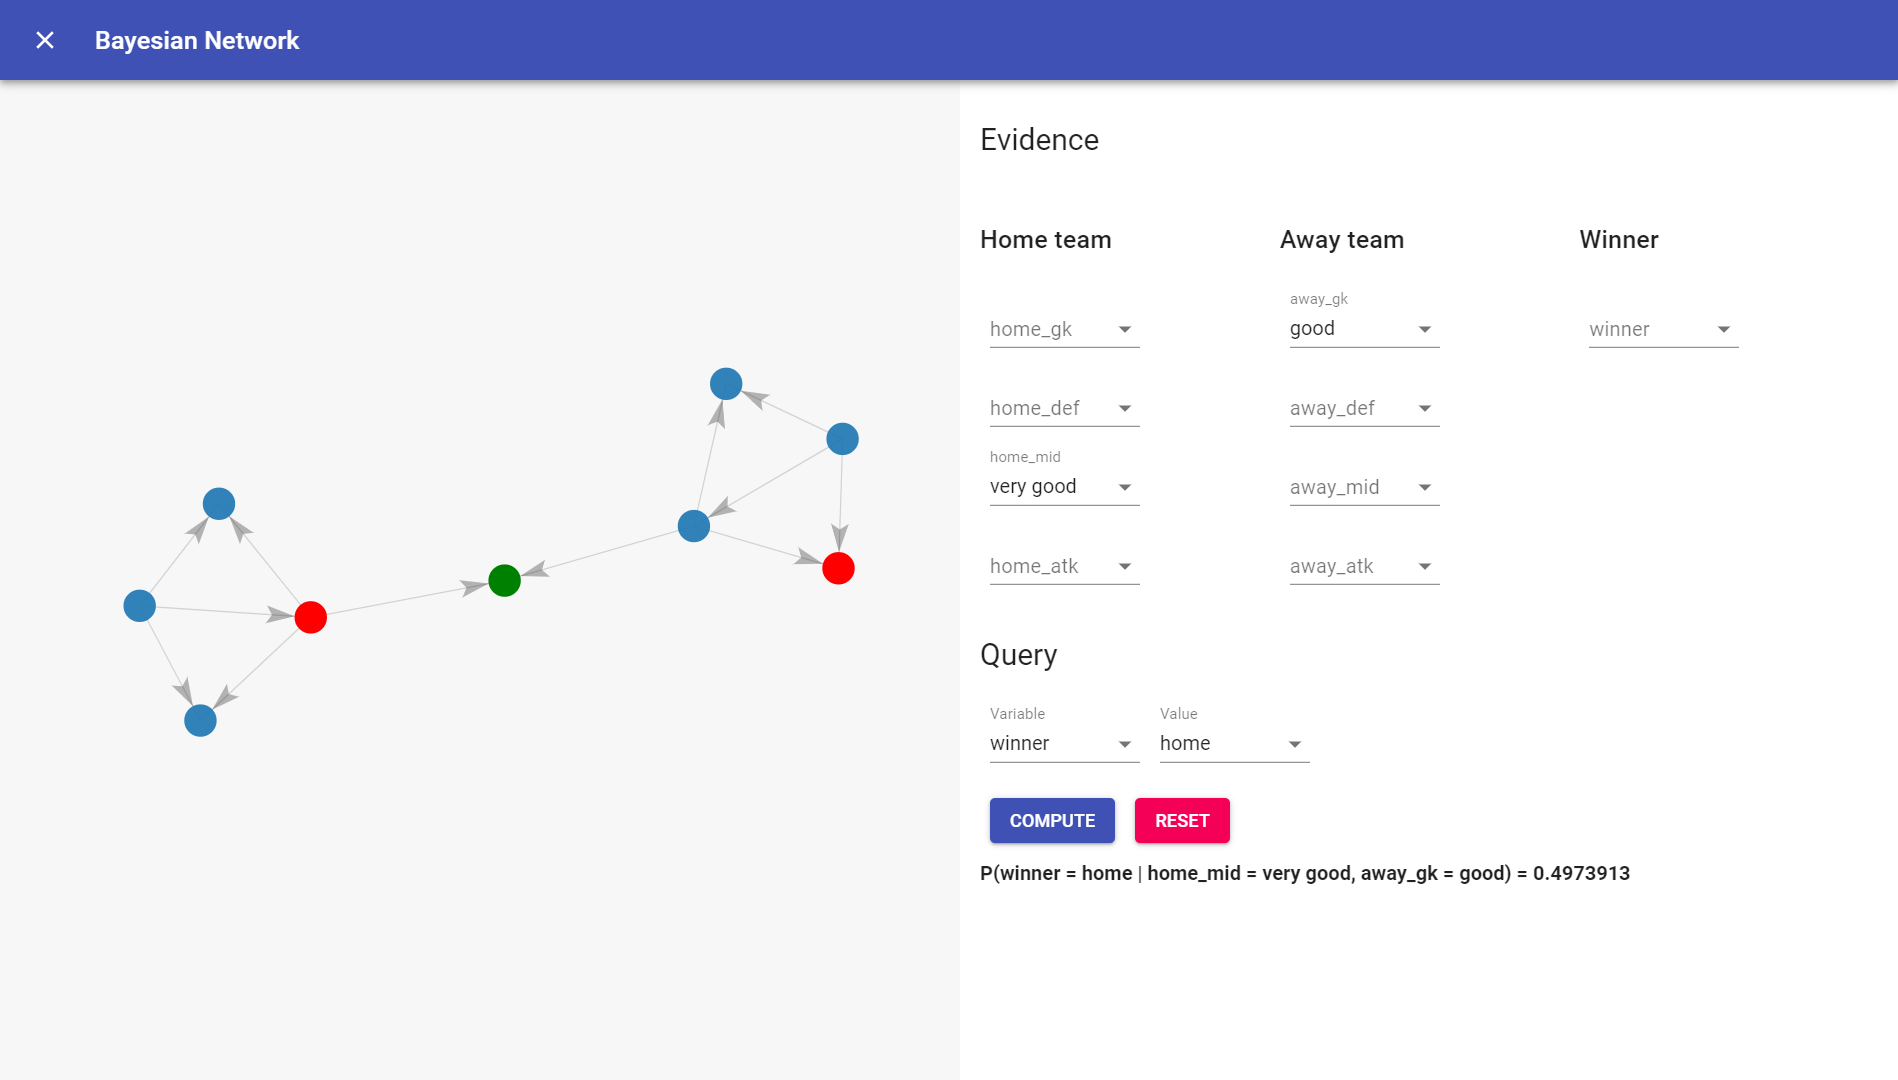 Bayesian Network
Evidence
Home team Away team Winner
away_gk
home_gk good winner
home_def away_def
home_mid
very good away_mid
home_atk away_atk
Query
Variable Value
winner home
COMPUTE RESET
P(winner = home | home_mid = very good, away_gk = good) = 0.4973913